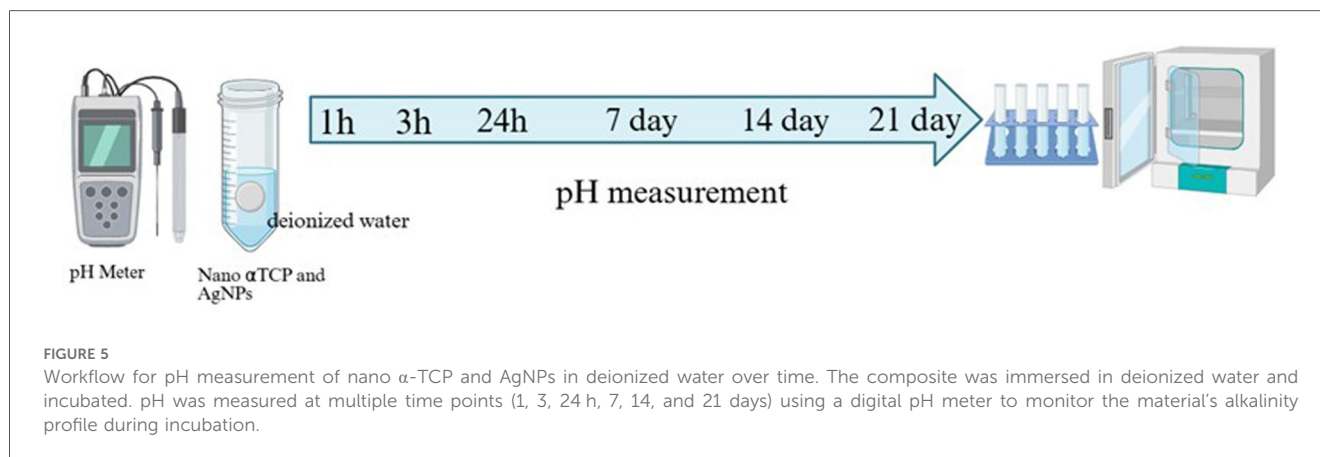 1h 3h 24h 7 day 14 day 21 day
pH measurement
deionized water
pH Meter
Nano αTCP and
AgNPs
FIGURE 5
Workflow for pH measurement of nano α-TCP and AgNPs in deionized water over time. The composite was immersed in deionized water and
incubated. pH was measured at multiple time points (1, 3, 24 h, 7, 14, and 21 days) using a digital pH meter to monitor the material's alkalinity
profile during incubation.